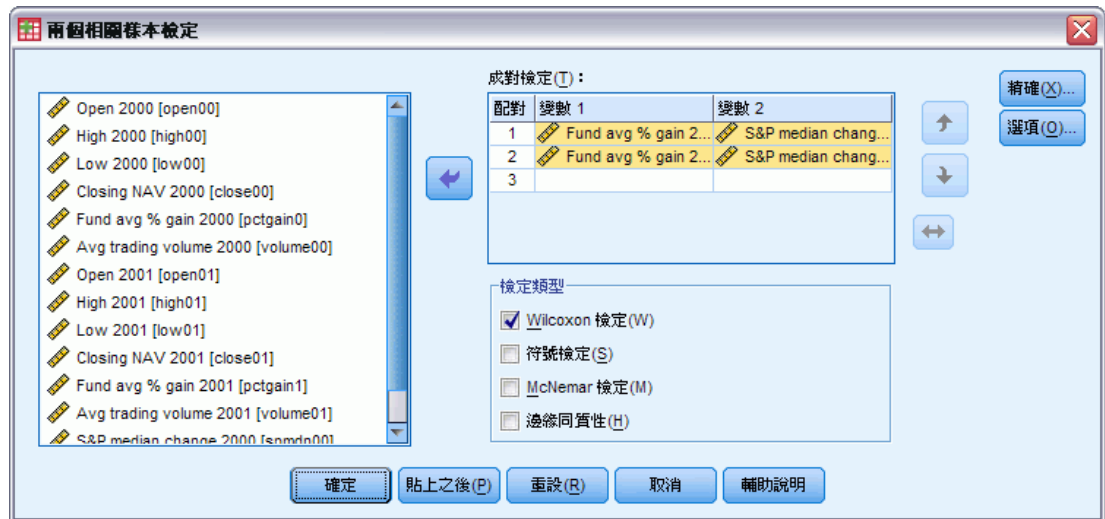 兩個相關樣本檢定
成對檢定(T):
Open 2000 [open00]
High 2000 [high00]
Low 2000 [low00]
Closing NAV 2000 [close00]
Fund avg % gain 2000 [pctgain0]
Avg trading volume 2000 [volume00]
Open 2001 [open01]
High 2001 [high01]
Low 2001 [low01]
Closing NAV 2001 [close01]
Fund avg % gain 2001 [pctgain1]
Avg trading volume 2001 [volume01]
S&P median change 2000 [spmdn00]
配對 變數 1 變數 2
1 Fund avg % gain 2... S&P median chang...
2 Fund avg % gain 2... S&P median chang...
3
精確(X)...
選項(O)...
檢定類型
Wilcoxon 檢定(W)
符號檢定(S)
McNemar 檢定(M)
邊緣同質性(H)
確定 貼上之後(P) 重設(R) 取消 輔助說明